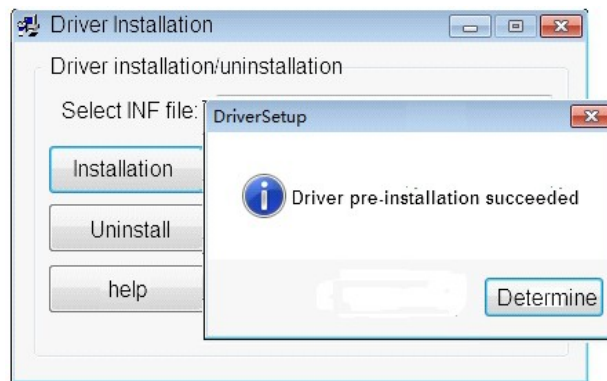 Driver Installation
Driver installation/uninstallation
Select INF file:
Installation
Uninstall
help
DriverSetup
Driver pre-installation succeeded
Determine